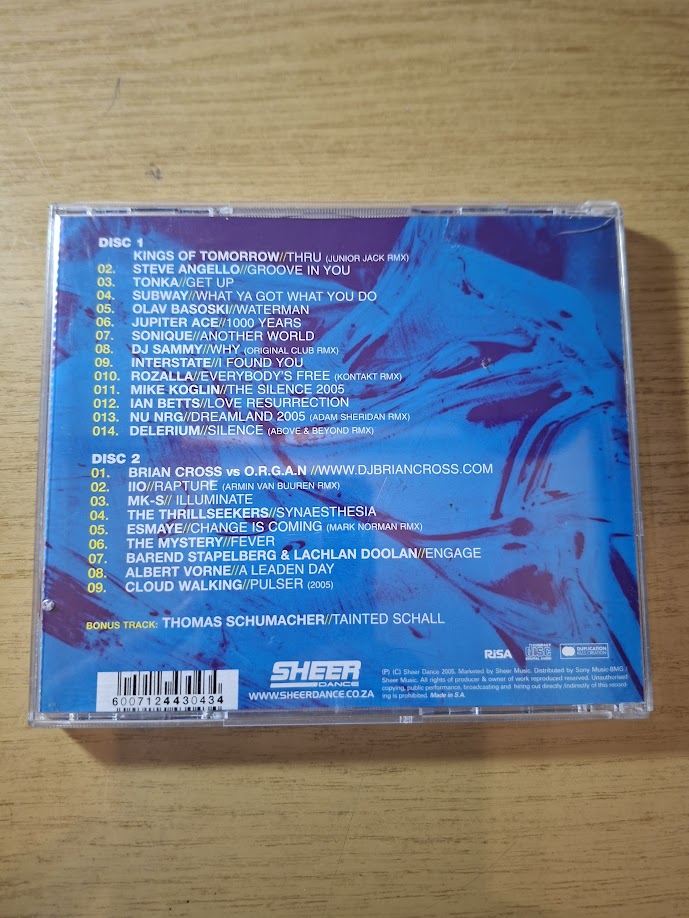 DISC 1
KINGS OF TOMORROW//THRU (JUNIOR JACK RMX)
02. STEVE ANGELLO//GROOVE IN YOU
03. TONKA//GET UP
04. SUBWAY//WHAT YA GOT WHAT YOU DO
05. OLAV BASOSKI//WATERMAN
06. JUPITER ACE//1000 YEARS
07. SONIQUE//ANOTHER WORLD
08. DJ SAMMY//WHY (ORIGINAL CLUB RMX)
09. INTERSTATE//I FOUND YOU
010. ROZALLA//EVERYBODY'S FREE (KONTAKT RMX)
011. MIKE KOGLIN//THE SILENCE 2005
012. IAN BETTS//LOVE RESURRECTION
013. NU NRG//DREAMLAND 2005 (ADAM SHERIDAN RMX)
014. DELERIUM//SILENCE (ABOVE & BEYOND RMX)
DISC 2
01. BRIAN CROSS vs O.R.G.A.N //WWW.DJBRIANCROSS.COM
02. IIO//RAPTURE (ARMIN VAN BUUREN RMX)
03. MK-S// ILLUMINATE
04. THE THRILLSEEKERS//SYNAESTHESIA
05. ESMAYE//CHANGE IS COMING (MARK NORMAN RMX)
06. THE MYSTERY//FEVER
07. BAREND STAPELBERG & LACHLAN DOOLAN//ENGAGE
08. ALBERT VORNE//A LEADEN DAY
09. CLOUD WALKING//PULSER (2005)
BONUS TRACK: THOMAS SCHUMACHER//TAINTED SCHALL
RiSA
COMPACT
disc
DIGITAL AUDIO
DUPLICATION
KILLS CREATION
SHEER
DANCE
WWW.SHEERDANCE.CO.ZA
6007124430434
(P) (C) Sheer Dance 2005. Marketed by Sheer Music. Distributed by Sony Music-BMG /
Sheer Music. All rights of producer & owner of work reproduced reserved. Unauthorised
copying, public performance, broadcasting and hiring out directly /indirectly of this record-
ing is prohibited. Made in S.A.